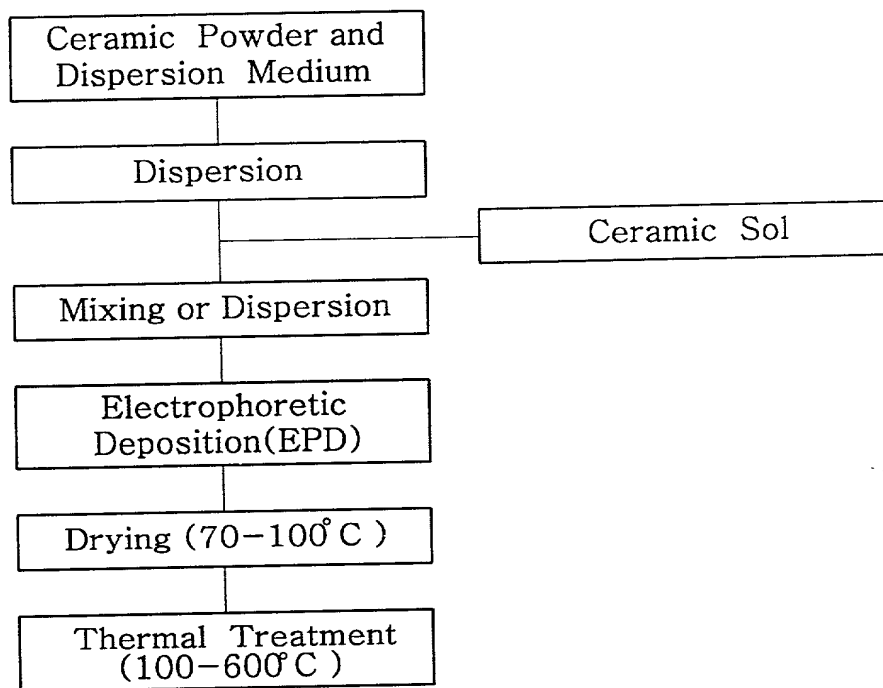 Ceramic Powder and
Dispersion Medium
Dispersion
Ceramic Sol
Mixing or Dispersion
Electrophoretic
Deposition(EPD)
Drying (70-100°C )
Thermal Treatment
(100-600°C )